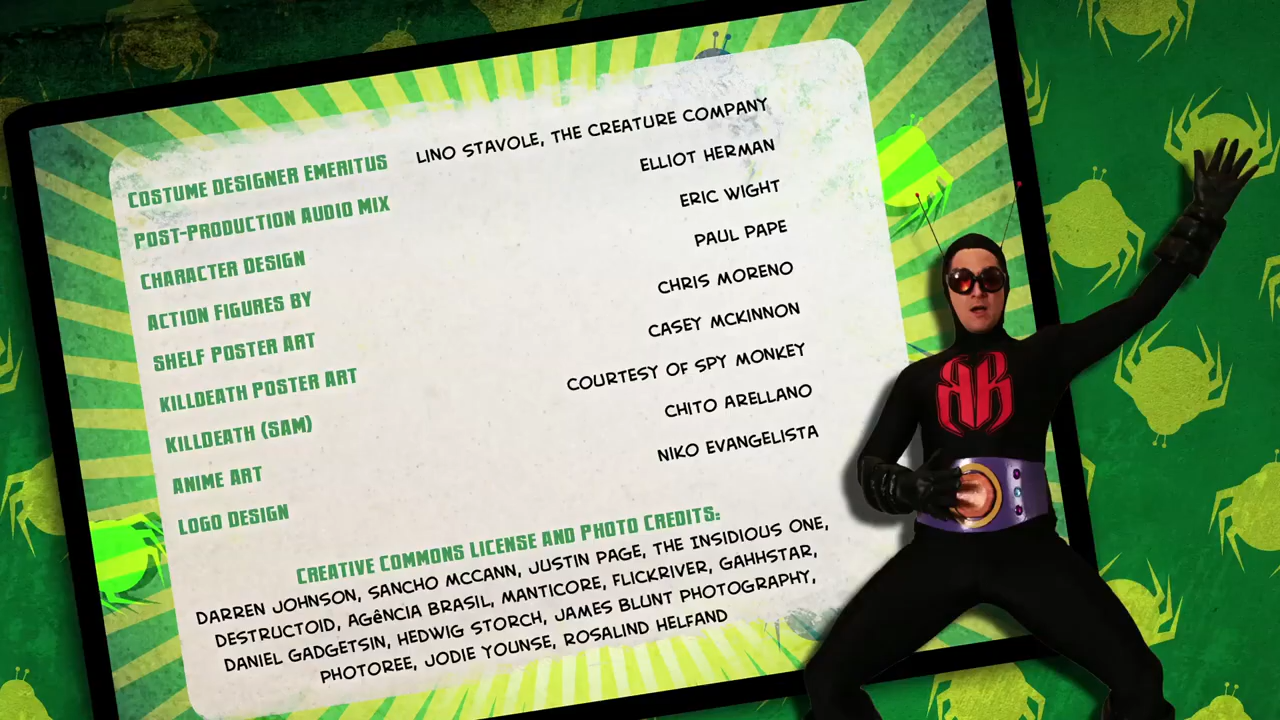 COSTUME DESIGNER EMERITUS LINO STAVOLE, THE CREATURE COMPANY
POST-PRODUCTION AUDIO MIX ELLIOT HERMAN
CHARACTER DESIGN ERIC WIGHT
ACTION FIGURES BY PAUL PAPE
SHELF POSTER ART CHRIS MORENO
KILLDEATH POSTER ART CASEY MCKINNON
KILLDEATH (SAM) COURTESY OF SPY MONKEY
ANIME ART CHITO ARELLANO
LOGO DESIGN NIKO EVANGELISTA
CREATIVE COMMONS LICENSE AND PHOTO CREDITS:
DARREN JOHNSON, SANCHO MCCANN, JUSTIN PAGE, THE INSIDIOUS ONE,
DESTRUCTOID, AGêNCIA BRASIL, MANTICORE, FLICKRIVER, GAHHSTAR,
DANIEL GADGETSIN, HEDWIG STORCH, JAMES BLUNT PHOTOGRAPHY,
PHOTOREE, JODIE YOUNSE, ROSALIND HELFAND